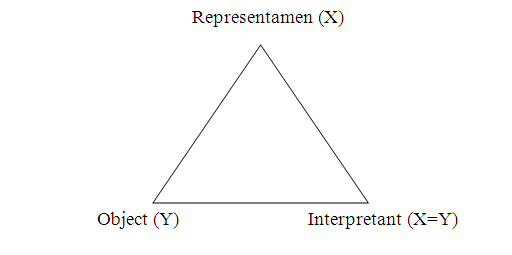 Representamen (X)
Object (Y)
Interpretant (X=Y)